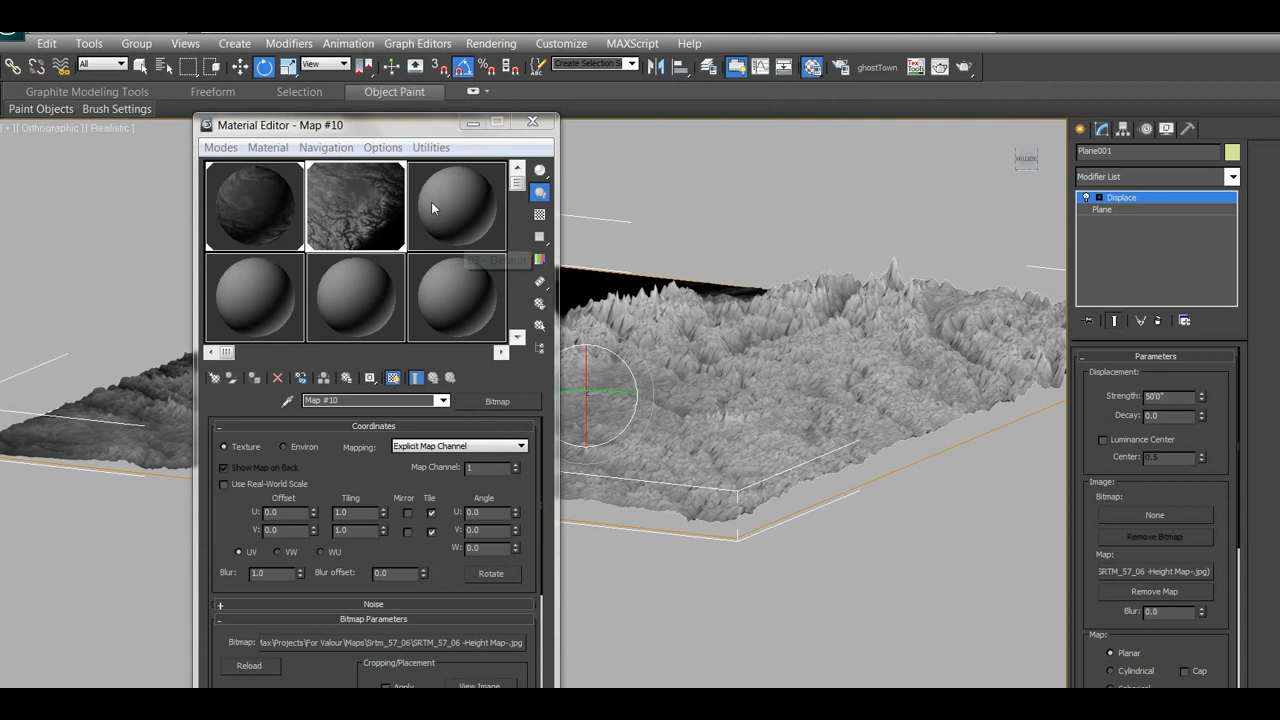 Edit Tools Group Views Create Modifiers Animation Graph Editors Rendering Customize MAXScript Help
All View 3 Create Selection S ghostTown
Graphite Modeling Tools Freeform Selection Object Paint
Paint Objects Brush Settings
[ + ][ Orthographic ][ Realistic ]
Material Editor - Map #10
Modes Material Navigation Options Utilities
03 - Default
Map #10 Bitmap
Coordinates
Texture Environ Mapping: Explicit Map Channel
Show Map on Back Map Channel: 1
Use Real-World Scale
Offset Tiling Mirror Tile Angle
U: 0.0 1.0 U: 0.0
V: 0.0 1.0 V: 0.0
W: 0.0
UV VW WU
Blur: 1.0 Blur offset: 0.0 Rotate
Noise
Bitmap Parameters
Bitmap: \Projects\For Valour\Maps\Srtm_57_06\SRTM_57_06 -Height Map-.jpg
Reload
Cropping/Placement
Apply View Image
Plane001
Modifier List
Displace
Plane
Parameters
Displacement:
Strength: 50'0"
Decay: 0.0
Luminance Center
Center: 0.5
Image:
Bitmap:
None
Remove Bitmap
Map:
SRTM_57_06 -Height Map-.jpg)
Remove Map
Blur: 0.0
Map:
Planar
Cylindrical Cap